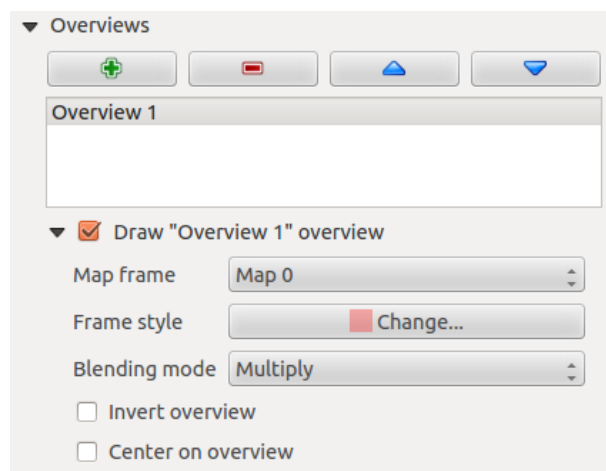 Overviews
Overview 1
Draw "Overview 1" overview
Map frame Map 0
Frame style Change...
Blending mode Multiply
Invert overview
Center on overview